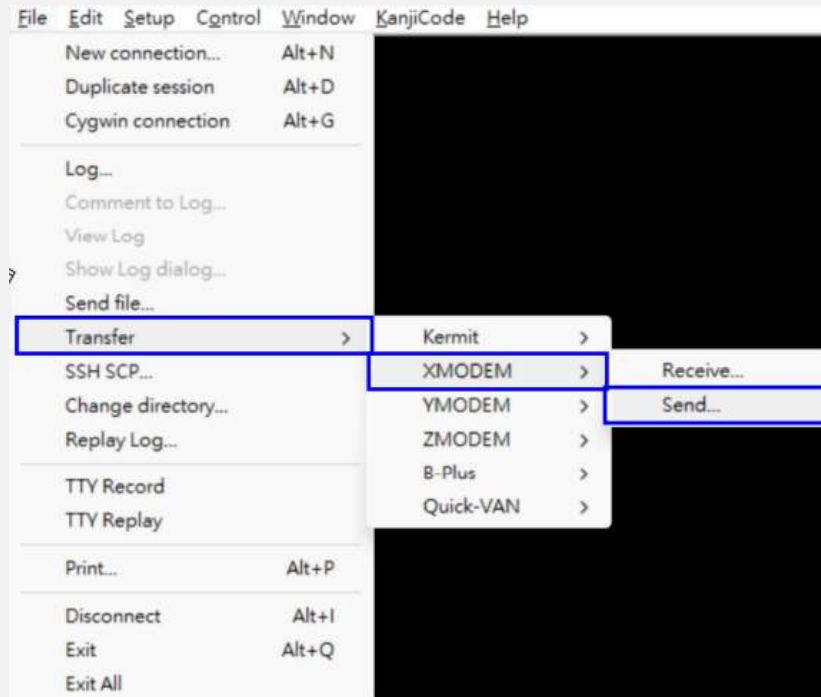 File Edit Setup Control Window KanjiCode Help
New connection... Alt+N
Duplicate session Alt+D
Cygwin connection Alt+G
Log...
Comment to Log...
View Log
Show Log dialog...
Send file...
Transfer >
SSH SCP...
Change directory...
Replay Log...
TTY Record
TTY Replay
Print... Alt+P
Disconnect Alt+I
Exit Alt+Q
Exit All
Kermit >
XMODEM >
YMODEM >
ZMODEM >
B-Plus >
Quick-VAN >
Receive...
Send...